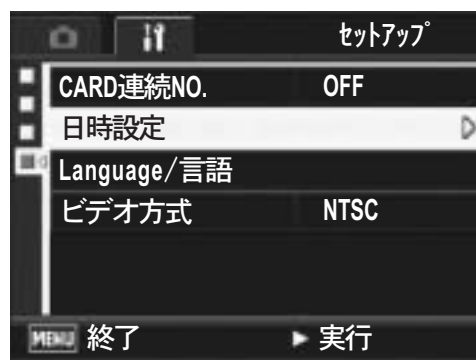 セットアップ
CARD連続NO. OFF
日時設定
Language/言語
ビデオ方式 NTSC
MENU 終了 ▶ 実行